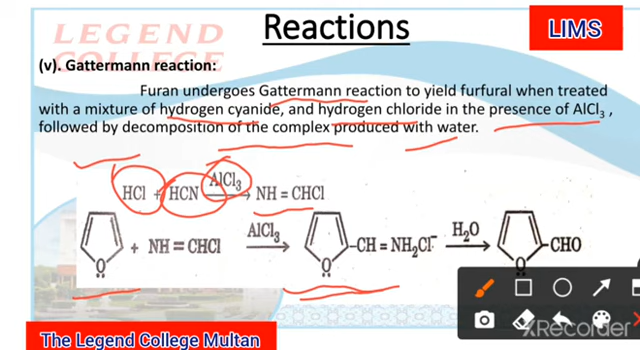 LEGEND
COLLEGE
Reactions
LIMS
(v). Gattermann reaction:
Furan undergoes Gattermann reaction to yield furfural when treated
with a mixture of hydrogen cyanide, and hydrogen chloride in the presence of AlCl₃ ,
followed by decomposition of the complex produced with water.
HCl + HCN AlCl₃ → NH = CHCl
O + NH = CHCl AlCl₃ → O -CH = NH₂Cl⁻ H₂O → O -CHO
The Legend College Multan
XRecorder